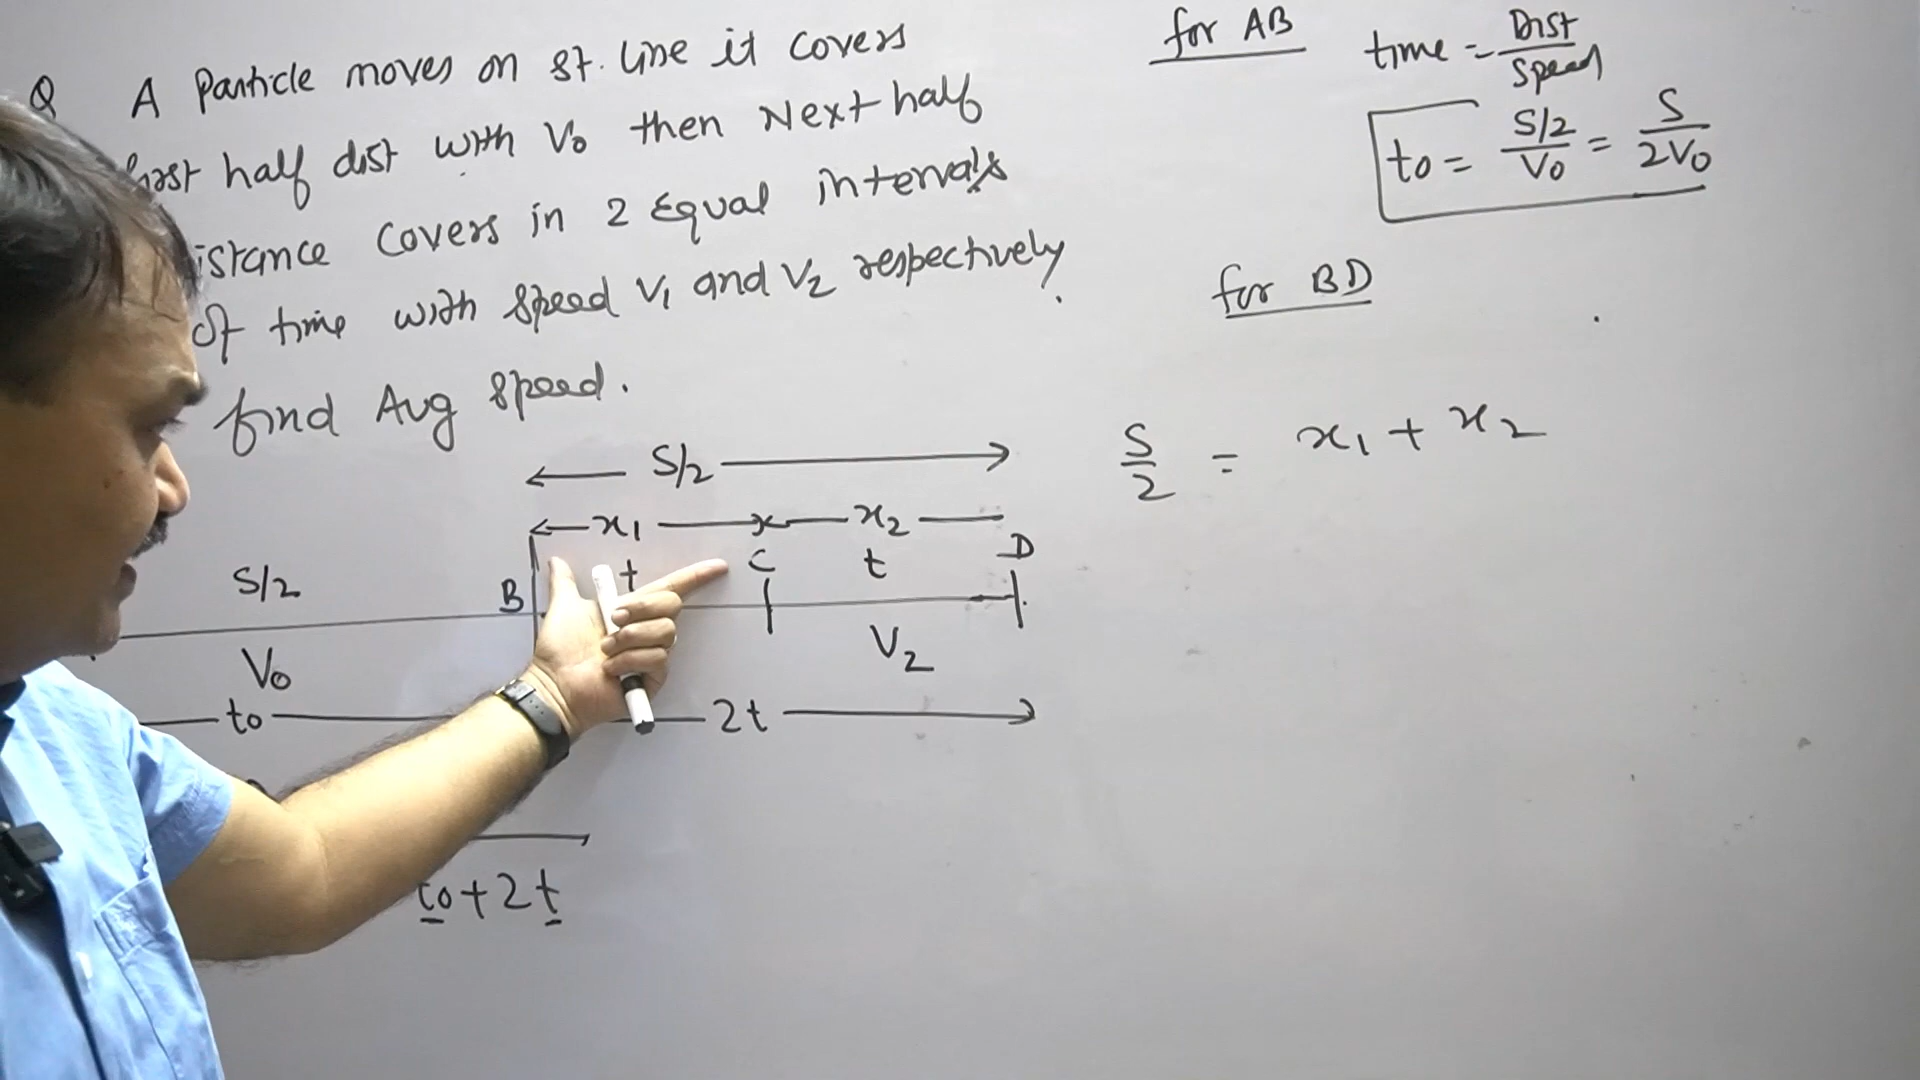 Q A Particle moves on St. line it covers
first half dist with V₀ then Next half
istance covers in 2 Equal intervals
Of time with speed V₁ and V₂ respectively.
find Avg speed.
S/2
x₁ x₂
S/2 B t C t D
V₀ V₂
t₀ 2t
t₀+2t
for AB time = Dist/Speed
t₀ = (S/2)/V₀ = S/2V₀
for BD
S/2 = x₁ + x₂